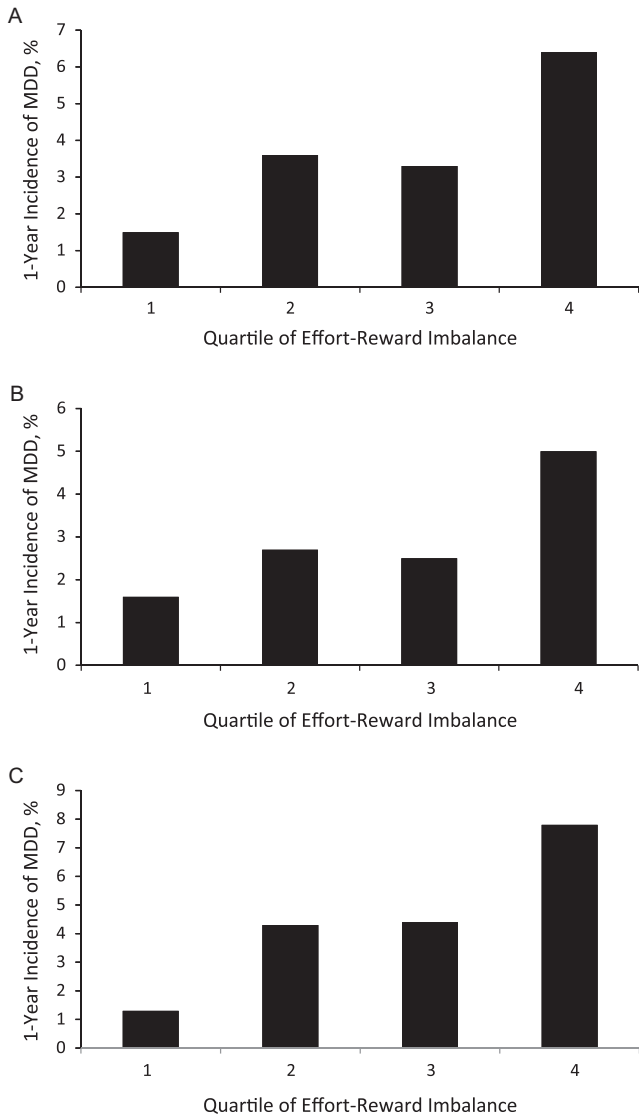 A
1-Year Incidence of MDD, %
7
6
5
4
3
2
1
0
1 2 3 4
Quartile of Effort-Reward Imbalance
B
1-Year Incidence of MDD, %
6
5
4
3
2
1
0
1 2 3 4
Quartile of Effort-Reward Imbalance
C
1-Year Incidence of MDD, %
9
8
7
6
5
4
3
2
1
0
1 2 3 4
Quartile of Effort-Reward Imbalance